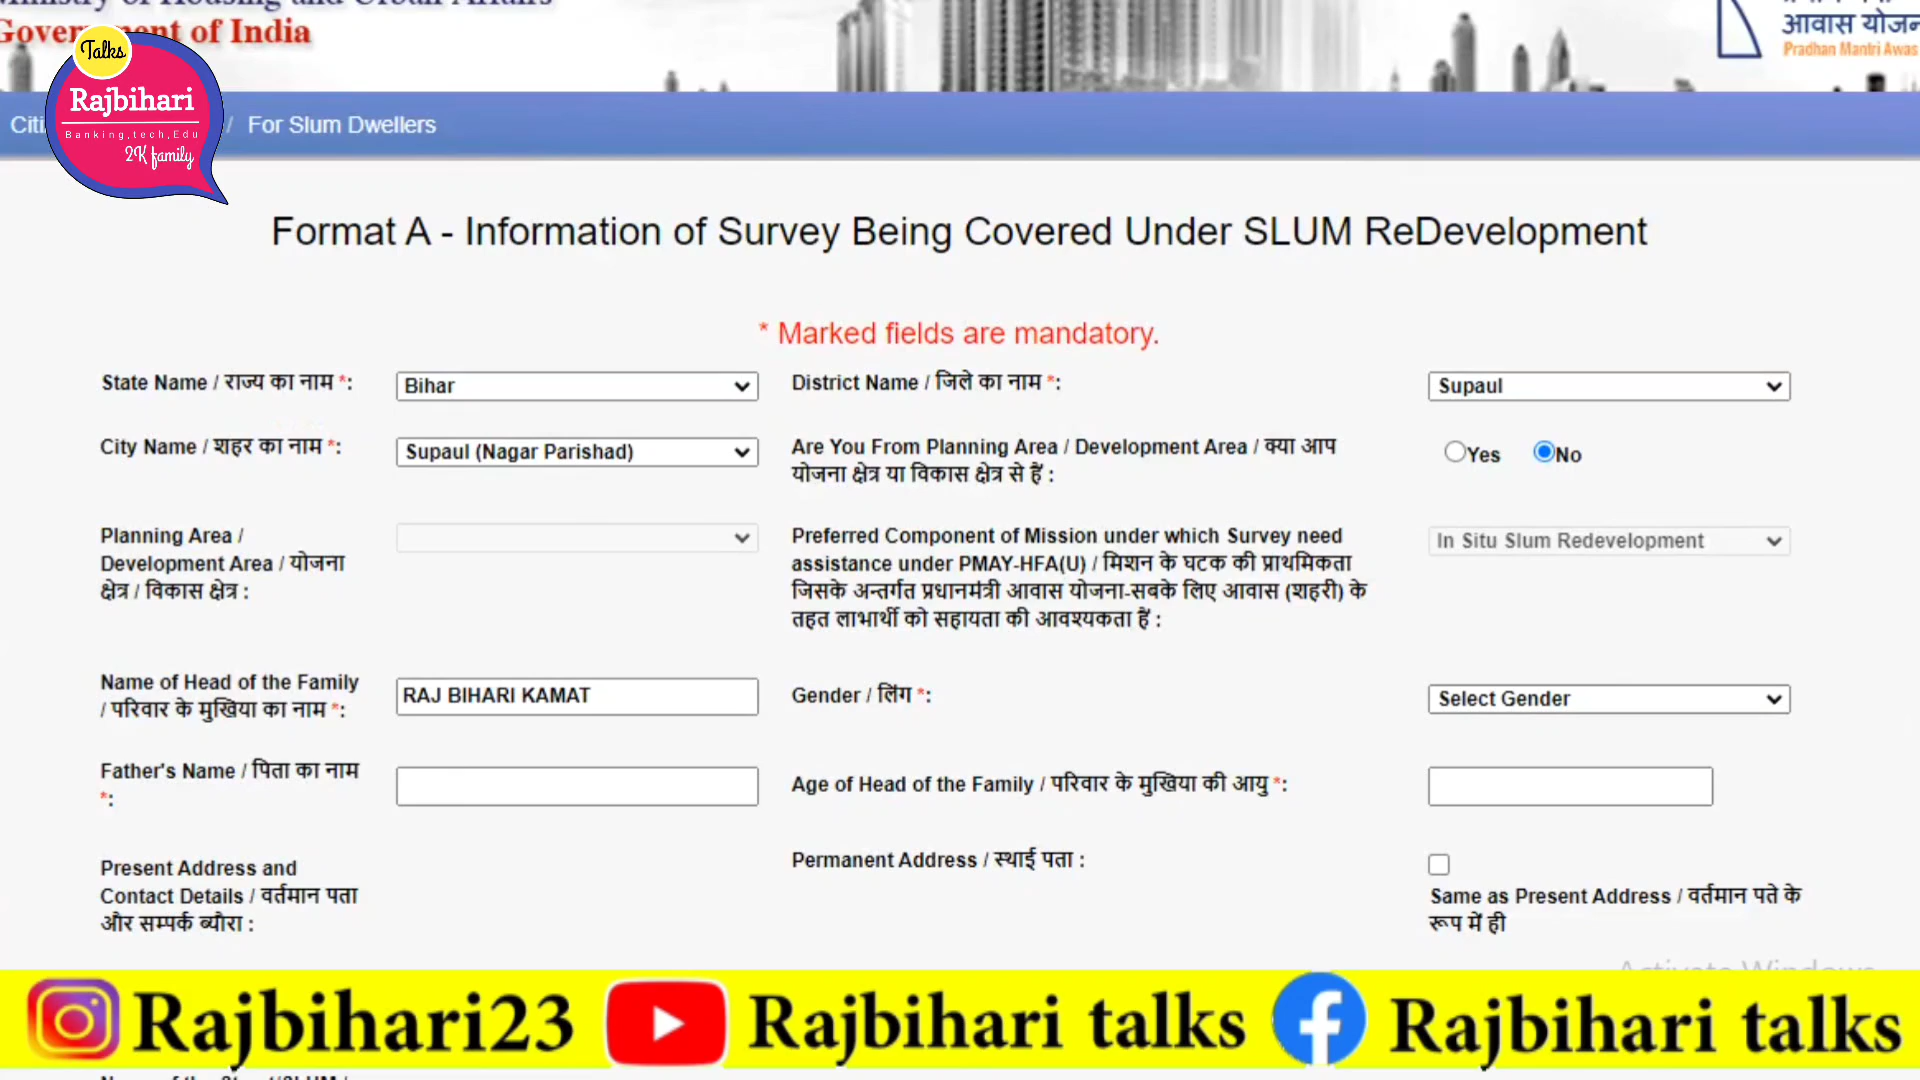 Ministry of Housing and Urban Affairs
Government of India
आवास
Pradhan Mantri Awas
Talks
Rajbihari
Banking,tech,Edu
2K family
/ For Slum Dwellers
Format A - Information of Survey Being Covered Under SLUM ReDevelopment
* Marked fields are mandatory.
State Name / राज्य का नाम *:
Bihar
District Name / जिले का नाम *:
Supaul
City Name / शहर का नाम *:
Supaul (Nagar Parishad)
Are You From Planning Area / Development Area / क्या आप
योजना क्षेत्र या विकास क्षेत्र से हैं :
Yes No
Planning Area /
Development Area / योजना
क्षेत्र / विकास क्षेत्र :
Preferred Component of Mission under which Survey need
assistance under PMAY-HFA(U) / मिशन के घटक की प्राथमिकता
जिसके अन्तर्गत प्रधानमंत्री आवास योजना-सबके लिए आवास (शहरी) के
तहत लाभार्थी को सहायता की आवश्यकता हैं :
In Situ Slum Redevelopment
Name of Head of the Family
/ परिवार के मुखिया का नाम *:
RAJ BIHARI KAMAT
Gender / लिंग *:
Select Gender
Father's Name / पिता का नाम
*:
Age of Head of the Family / परिवार के मुखिया की आयु *:
Present Address and
Contact Details / वर्तमान पता
और सम्पर्क ब्यौरा :
Permanent Address / स्थाई पता :
Same as Present Address / वर्तमान पते के
रूप में ही
Rajbihari23 Rajbihari talks Rajbihari talks